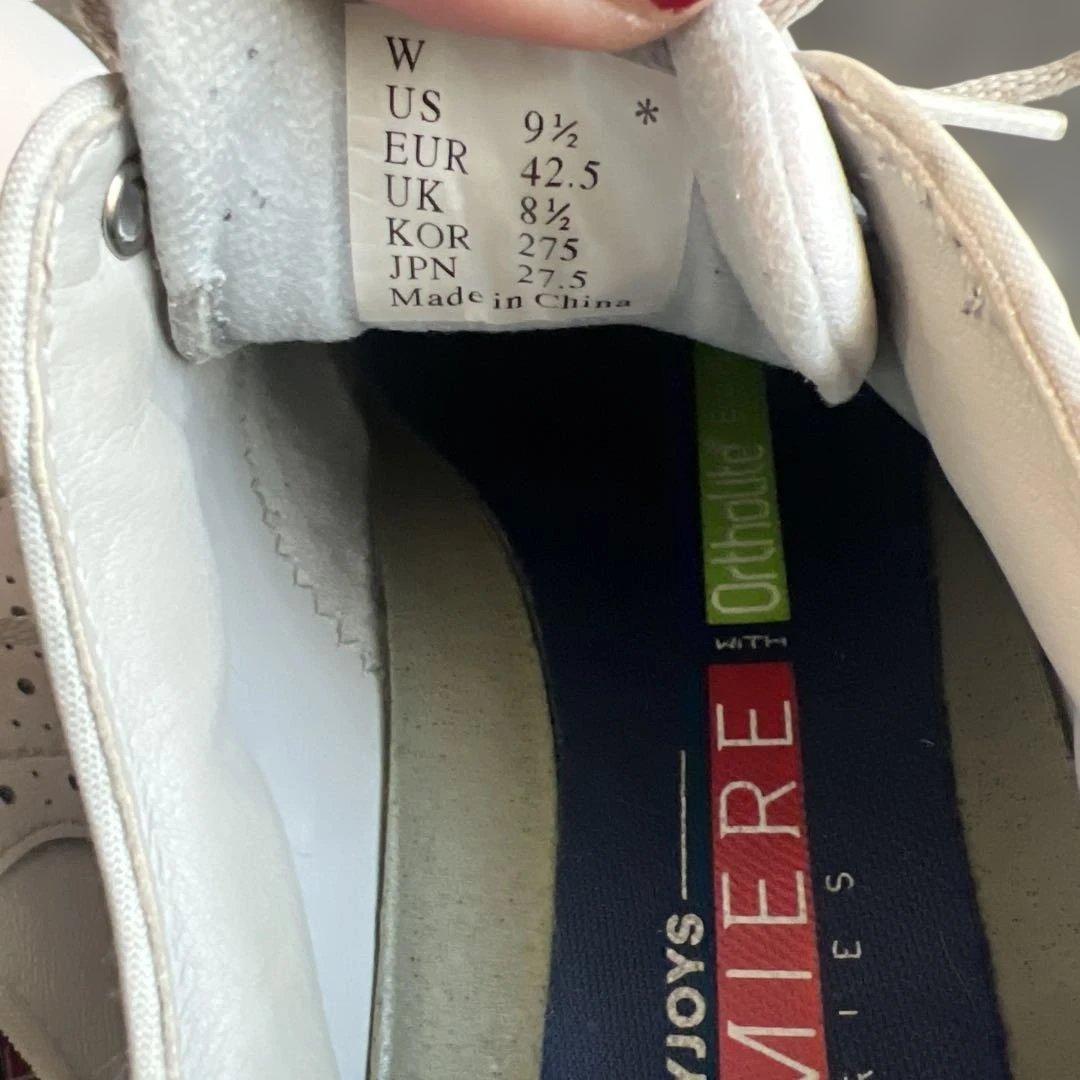 W
US 9½ *
EUR 42.5
UK 8½
KOR 275
JPN 27.5
Made in China
OrthoLite
WITH
MIERE
YJOYS
RIES